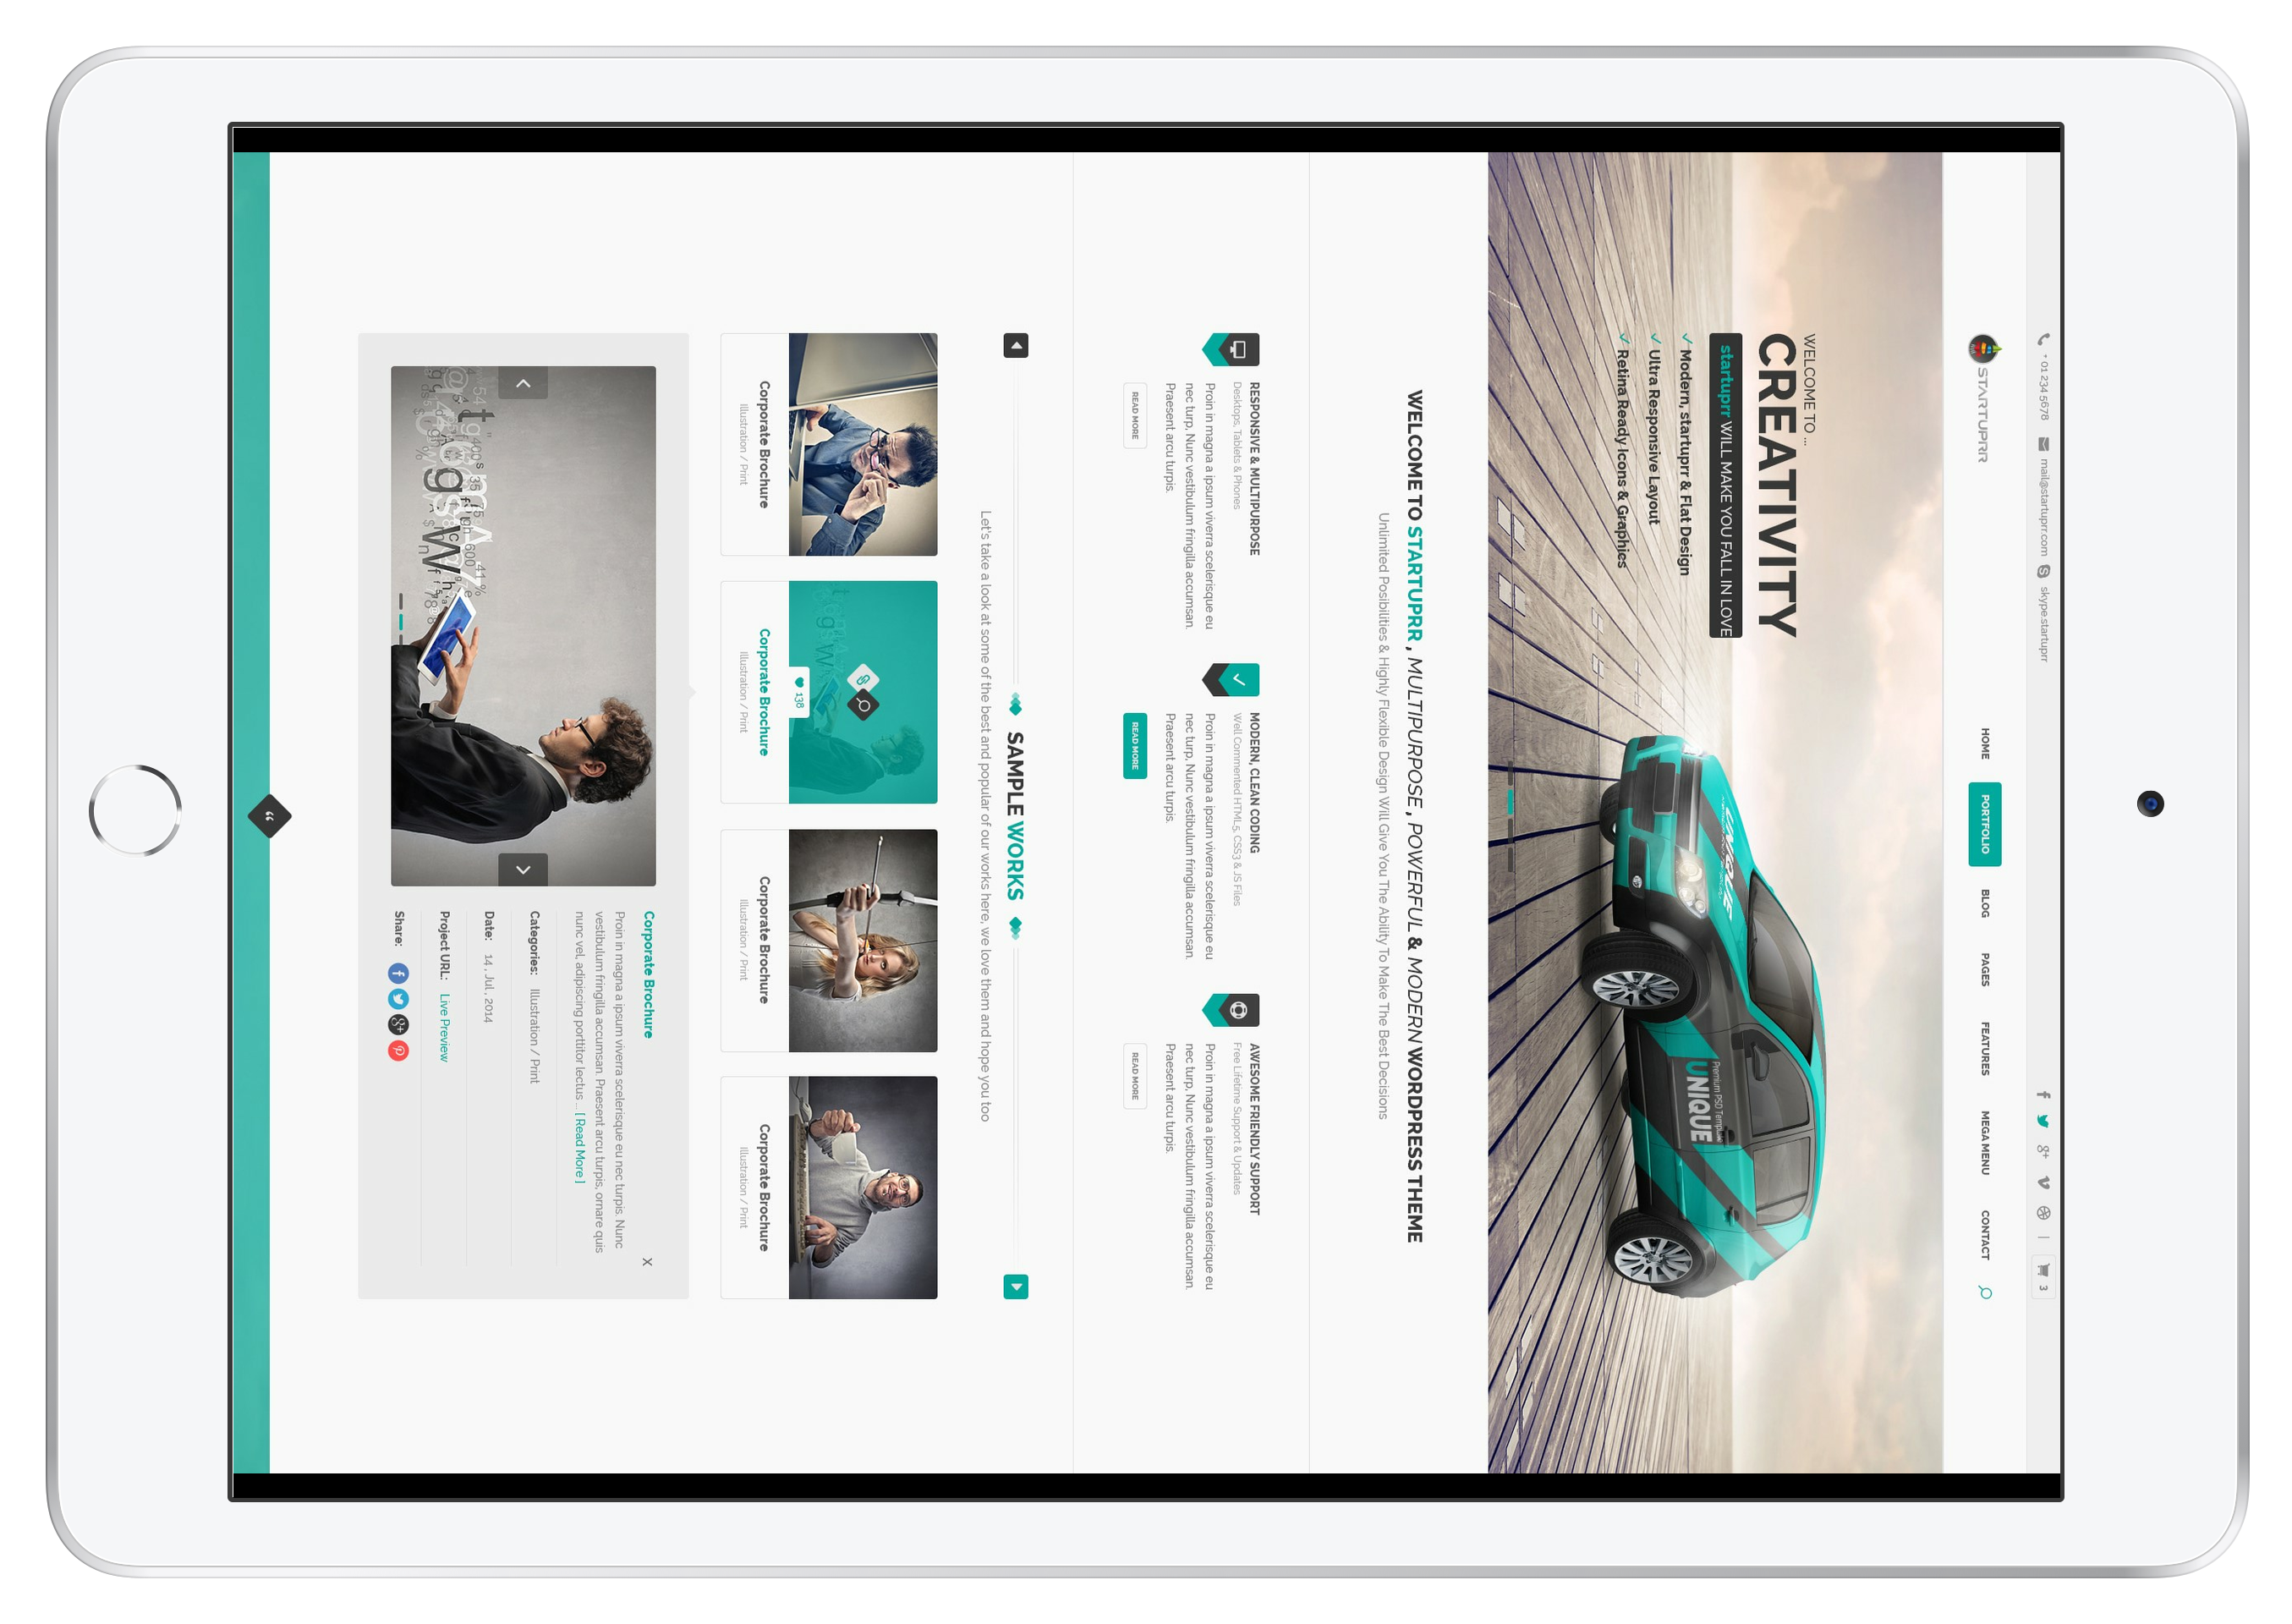 + 01 234 5678 mail@startuprr.com skype.startuprr | 3
STARTUPRR HOME PORTFOLIO BLOG PAGES FEATURES MEGA MENU CONTACT
WELCOME TO ...
CREATIVITY
startuprr WILL MAKE YOU FALL IN LOVE
Modern, startuprr & Flat Design
Ultra Responsive Layout
Retina Ready Icons & Graphics
UNIQUE
Premium PSD Template
UNIQUE
WELCOME TO STARTUPRR , MULTIPURPOSE , POWERFUL & MODERN WORDPRESS THEME
Unlimited Posibilities & Highly Flexible Design Will Give You The Ability To Make The Best Decisions
RESPONSIVE & MULTIPURPOSE
Desktops, Tablets & Phones
Proin in magna a ipsum viverra scelerisque eu
nec turp, Nunc vestibulum fringilla accumsan.
Praesent arcu turpis.
READ MORE
MODERN, CLEAN CODING
Well Commented HTML5, CSS3 & JS Files
Proin in magna a ipsum viverra scelerisque eu
nec turp, Nunc vestibulum fringilla accumsan.
Praesent arcu turpis.
READ MORE
AWESOME FRIENDLY SUPPORT
Free Lifetime Support & Updates
Proin in magna a ipsum viverra scelerisque eu
nec turp, Nunc vestibulum fringilla accumsan.
Praesent arcu turpis.
READ MORE
SAMPLE WORKS
Let's take a look at some of the best and popular of our works here, we love them and hope you too
Corporate Brochure
Illustration / Print
138
Corporate Brochure
Illustration / Print
Corporate Brochure
Illustration / Print
Corporate Brochure
Illustration / Print
Corporate Brochure X
Proin in magna a ipsum viverra scelerisque eu nec turpis. Nunc
vestibulum fringilla accumsan. Praesent arcu turpis, ornare quis
nunc vel, adipiscing porttitor lectus ... [ Read More ]
Categories: Illustration / Print
Date: 14 , Jul , 2014
Project URL: Live Preview
Share: